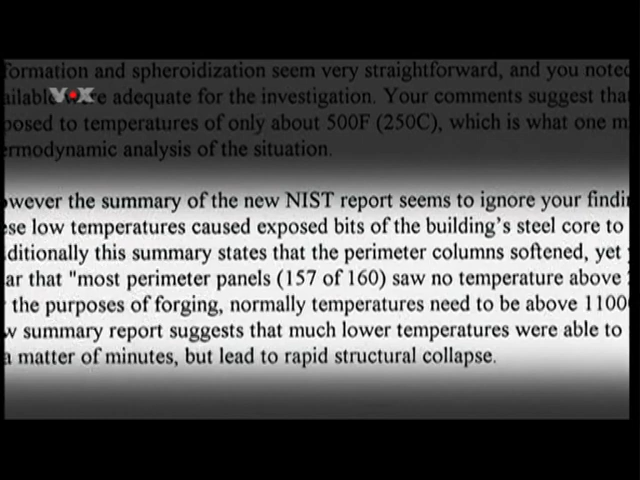 formation and spheroidization seem very straightforward, and you noted
VOX
adequate for the investigation. Your comments suggest that
posed to temperatures of only about 500F (250C), which is what one
ermodynamic analysis of the situation.
owever the summary of the new NIST report seems to ignore your findin
ese low temperatures caused exposed bits of the building's steel core to
ditionally this summary states that the perimeter columns softened, yet
ar that "most perimeter panels (157 of 160) saw no temperature above
the purposes of forging, normally temperatures need to be above 1100
w summary report suggests that much lower temperatures were able to
a matter of minutes, but lead to rapid structural collapse.